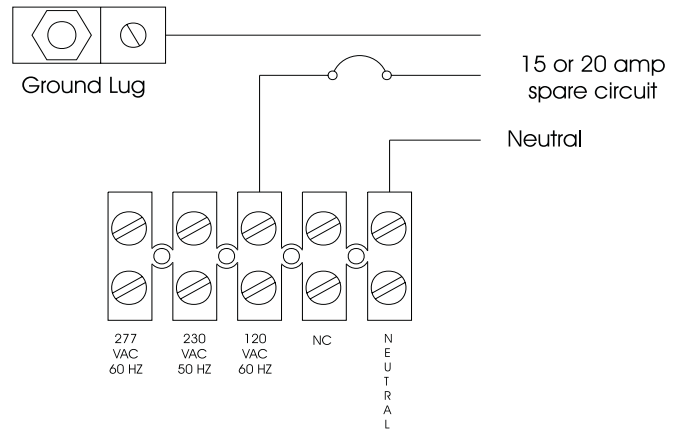 Ground Lug
15 or 20 amp
spare circuit
Neutral
277
VAC
60 HZ
230
VAC
50 HZ
120
VAC
60 HZ
NC
NEUTRAL